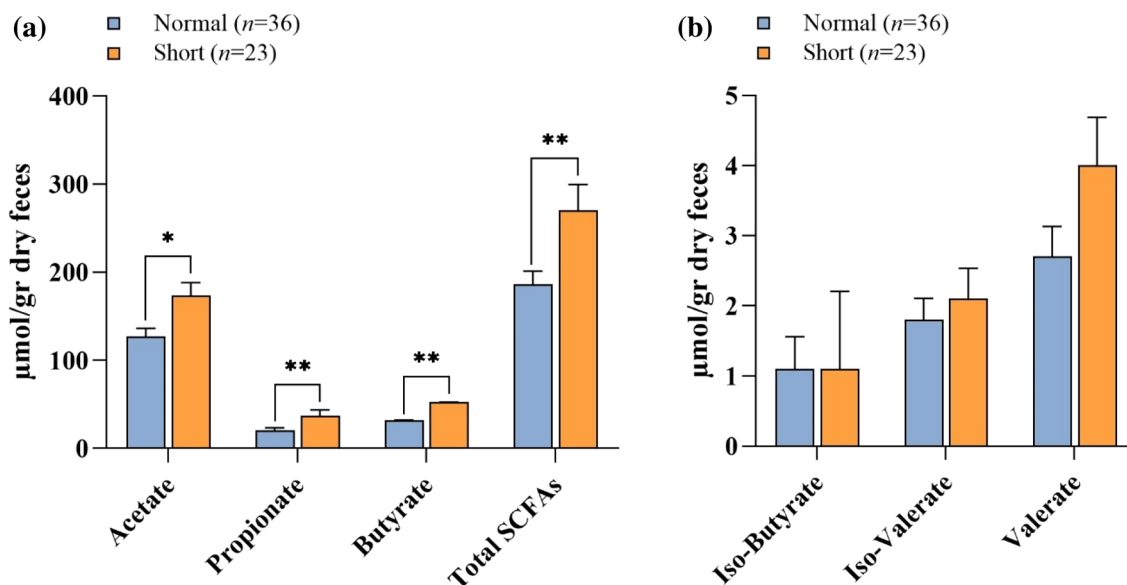 (a)
Normal (n=36)
Short (n=23)
400
300
200
100
0
µmol/gr dry feces
*
**
**
**
Acetate
Propionate
Butyrate
Total SCFAs
(b)
Normal (n=36)
Short (n=23)
5
4
3
2
1
0
µmol/gr dry feces
Iso-Butyrate
Iso-Valerate
Valerate